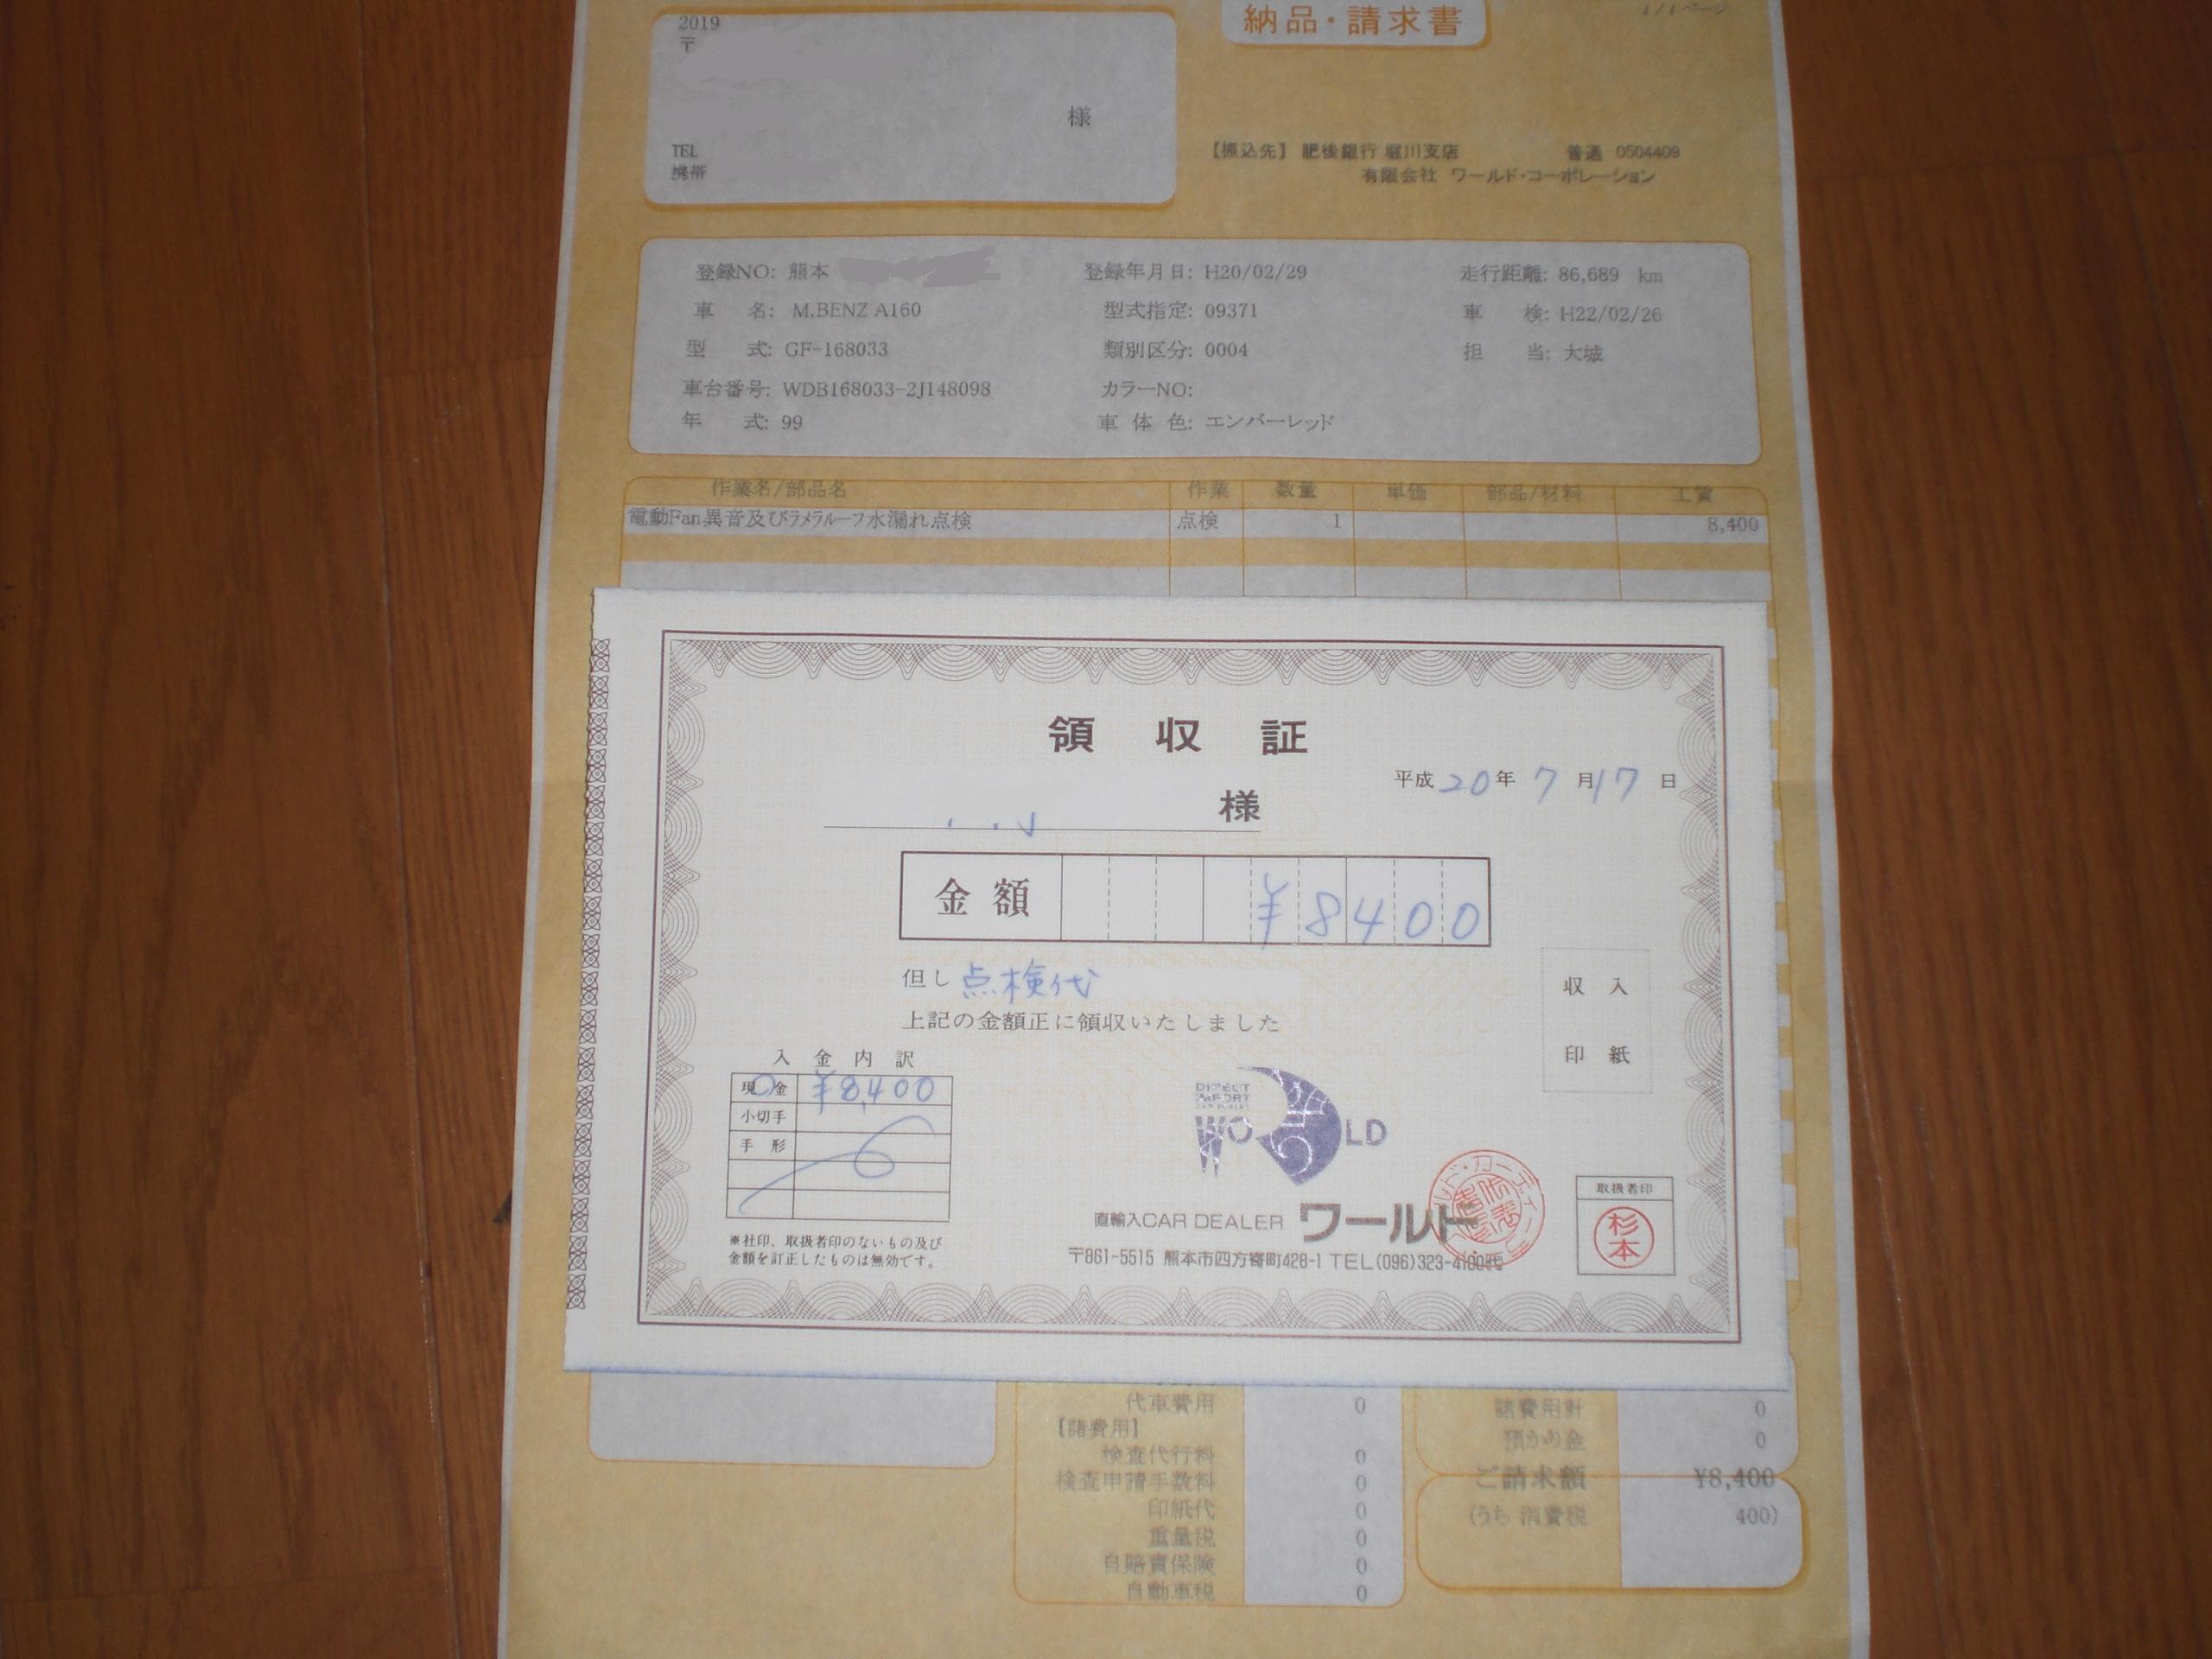 納品・請求書
1/1ページ
2019
〒
様
TEL
携帯
【振込先】 肥後銀行 堀川支店 普通 0504409
有限会社 ワールド・コーポレーション
登録NO: 熊本 登録年月日: H20/02/29 走行距離: 86,689 km
車名: M.BENZ A160 型式指定: 09371 車検: H22/02/26
型式: GF-168033 類別区分: 0004 担当: 大城
車台番号: WDB168033-2J148098 カラーNO:
年式: 99 車体色: エンバーレッド
作業名/部品名 作業 数量 単価 部品/材料 工賃
電動Fan異音及びラメラルーフ水漏れ点検 点検 1 8,400
領収証
平成20年7月17日
様
金額 ¥8400
但し 点検代
上記の金額正に領収いたしました
収入
印紙
入金内訳
現金 ¥8,400
小切手
手形
※社印、取扱者印のないもの及び
金額を訂正したものは無効です。
DIRECT
IMPORT
WORLD
直輸入CAR DEALER ワールド
〒861-5515 熊本市四方寄町428-1 TEL(096)323-4100代
取扱者印
杉本
代車費用 0 諸費用計 0
【諸費用】 預かり金 0
検査代行料 0
検査申請手数料 0 ご請求額 ¥8,400
印紙代 0 (うち 消費税 400)
重量税 0
自賠責保険 0
自動車税 0